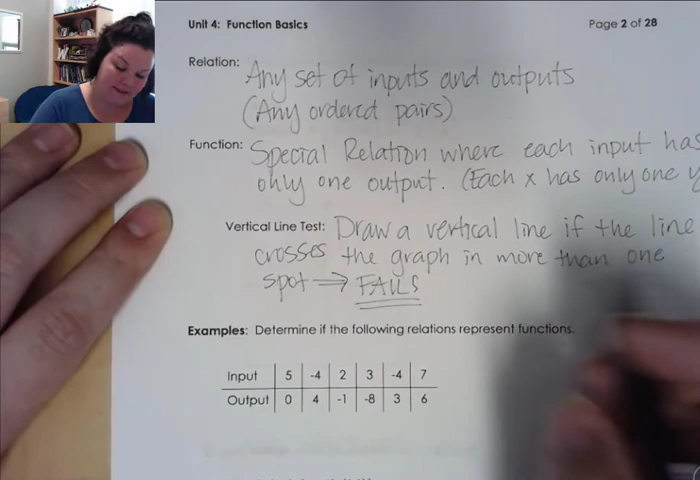 Unit 4: Function Basics
Page 2 of 28
Relation: Any set of inputs and outputs
(Any ordered pairs)
Function: Special Relation where each input has
only one output. (Each x has only one y
Vertical Line Test: Draw a vertical line if the line
crosses the graph in more than one
spot ⇒ FAILS
Examples: Determine if the following relations represent functions.
Input 5 -4 2 3 -4 7
Output 0 4 -1 -8 3 6